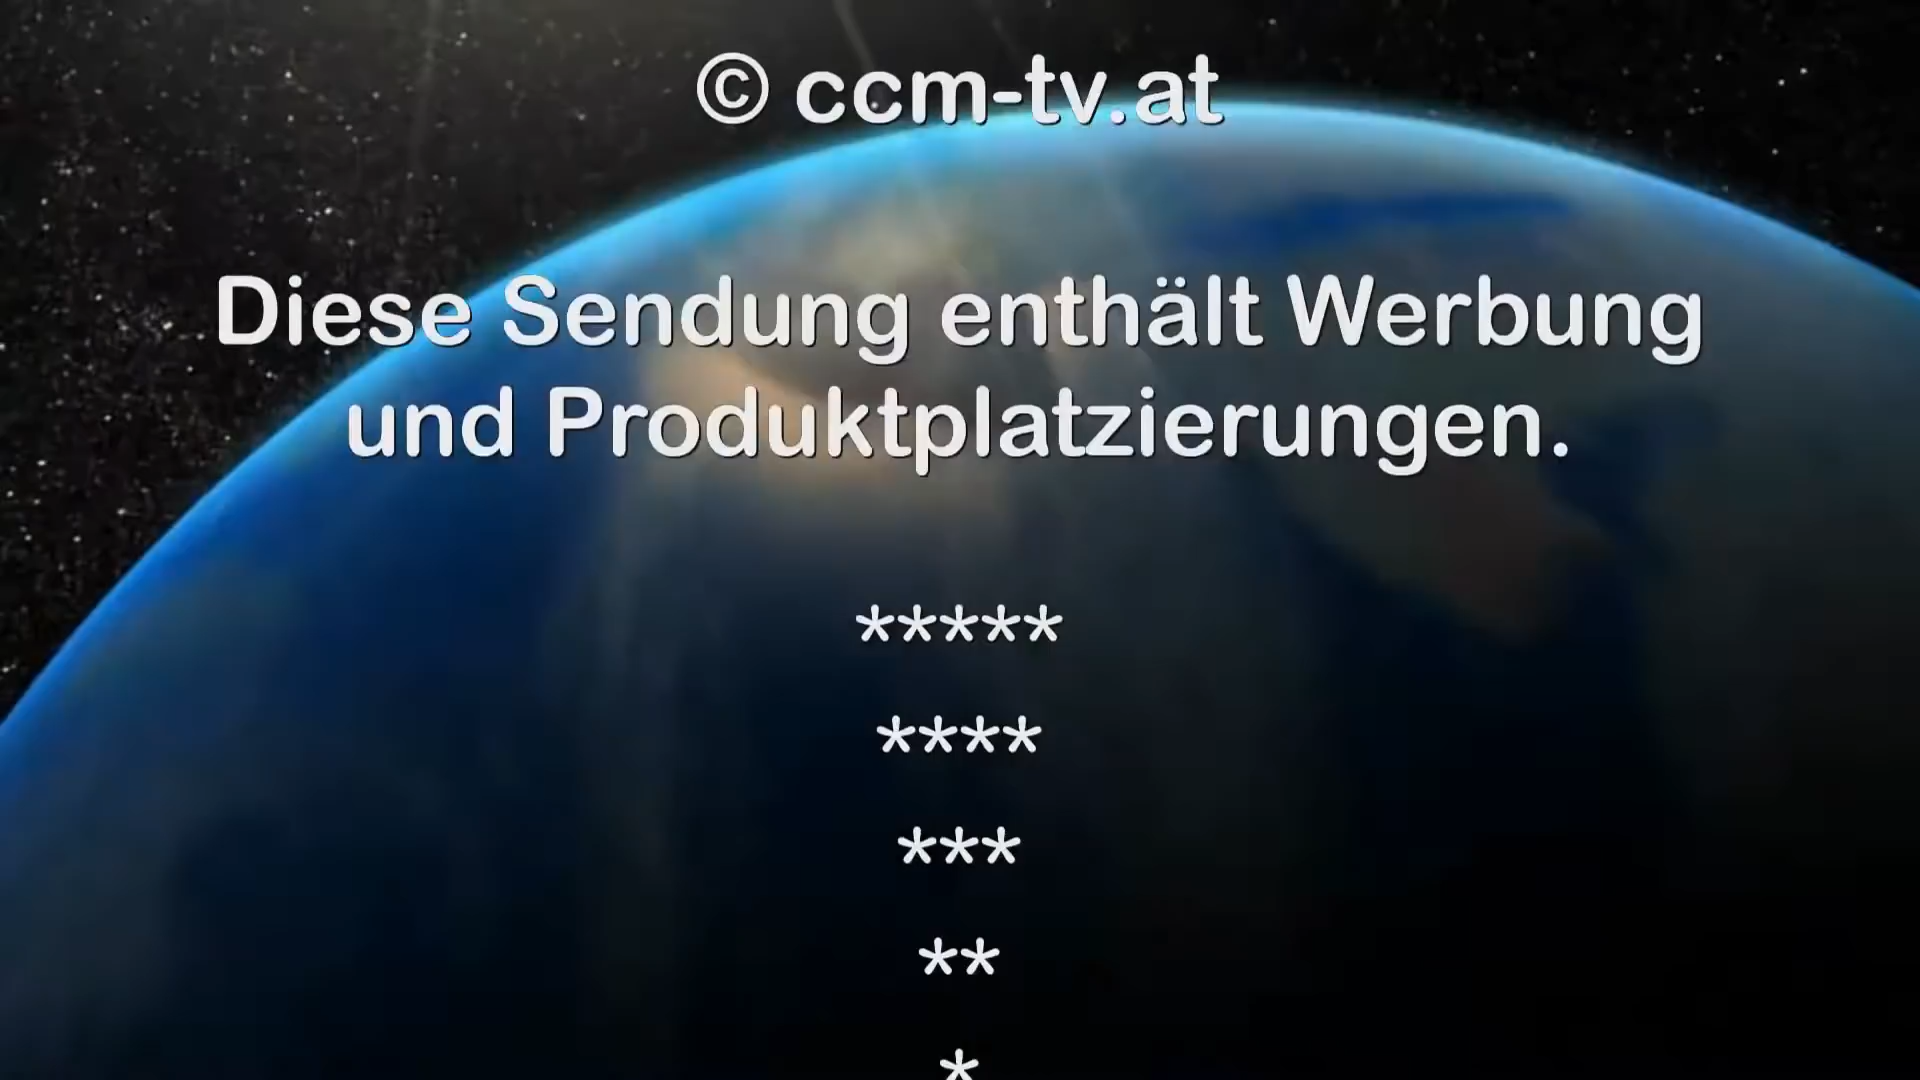 © ccm-tv.at
Diese Sendung enthält Werbung
und Produktplatzierungen.
*****
****
***
**
*